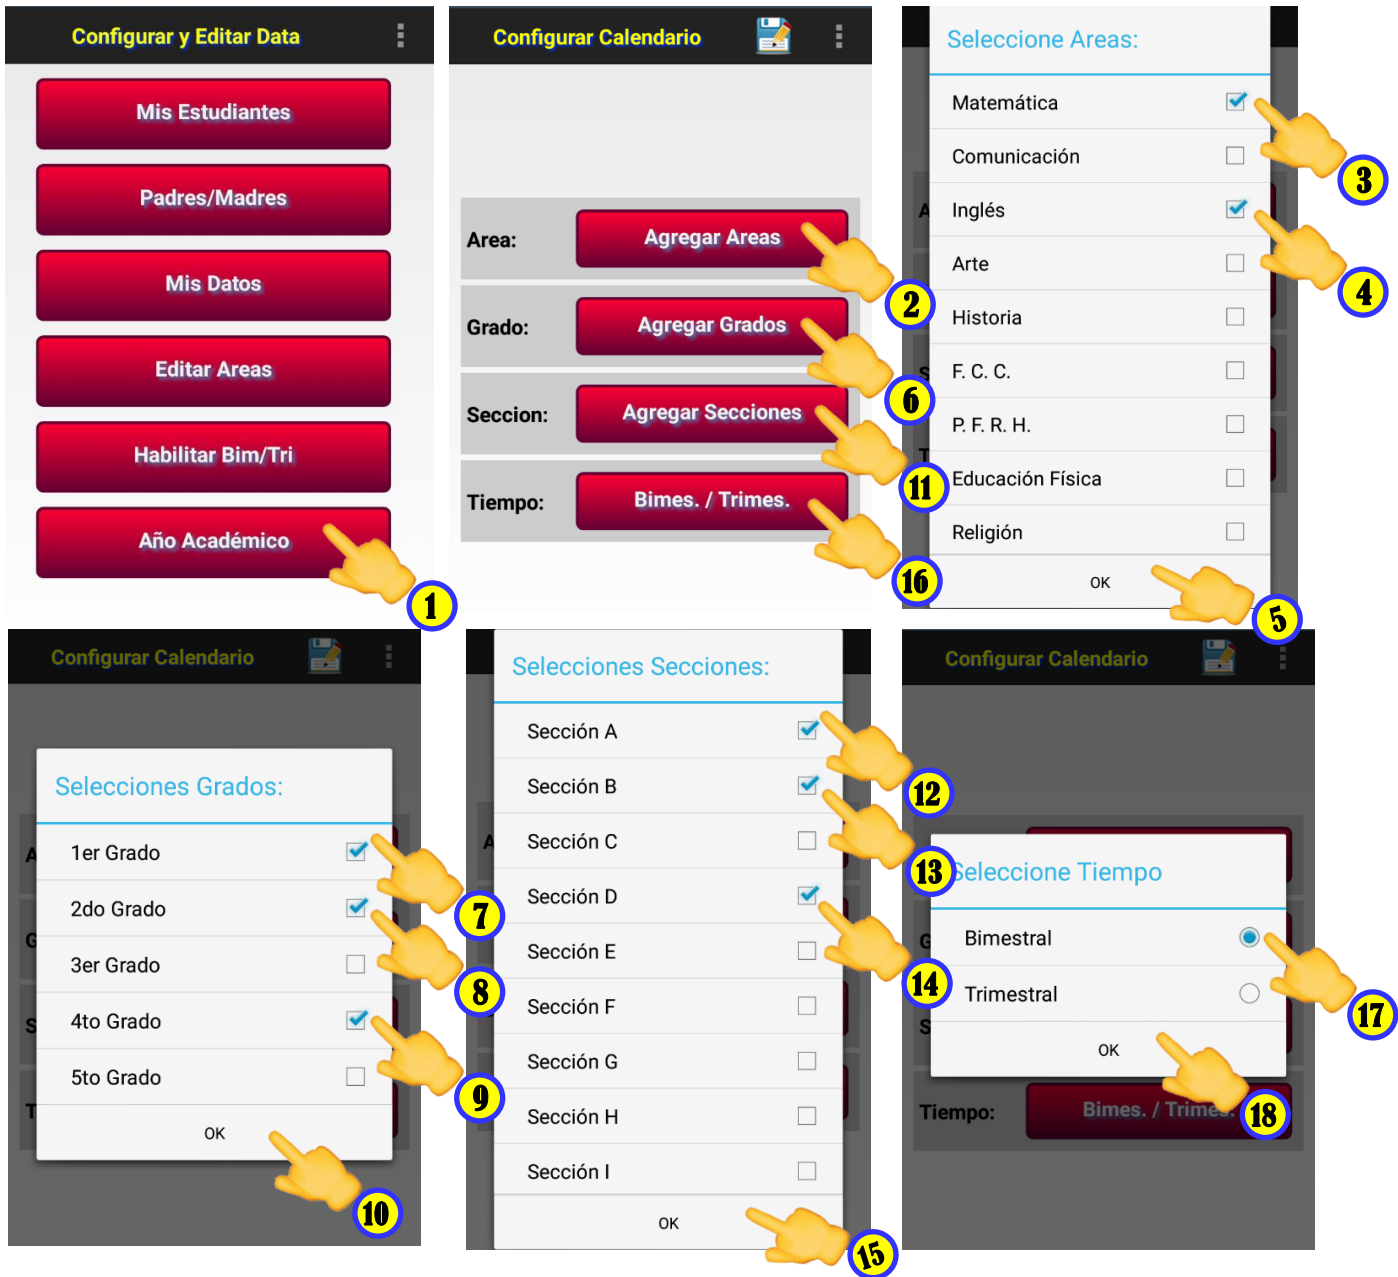 Configurar y Editar Data
Mis Estudiantes
Padres/Madres
Mis Datos
Editar Areas
Habilitar Bim/Tri
Año Académico
1
Configurar Calendario
Area:
Agregar Areas
2
Grado:
Agregar Grados
6
Seccion:
Agregar Secciones
11
Tiempo:
Bimes. / Trimes.
16
Seleccione Areas:
Matemática
3
Comunicación
Inglés
4
Arte
Historia
F. C. C.
P. F. R. H.
Educación Física
Religión
OK
5
Configurar Calendario
Selecciones Grados:
1er Grado
7
2do Grado
8
3er Grado
4to Grado
9
5to Grado
OK
10
Selecciones Secciones:
Sección A
12
Sección B
13
Sección C
Sección D
14
Sección E
Sección F
Sección G
Sección H
Sección I
OK
15
Configurar Calendario
Seleccione Tiempo
Bimestral
17
Trimestral
OK
18
Tiempo:
Bimes. / Trimes.